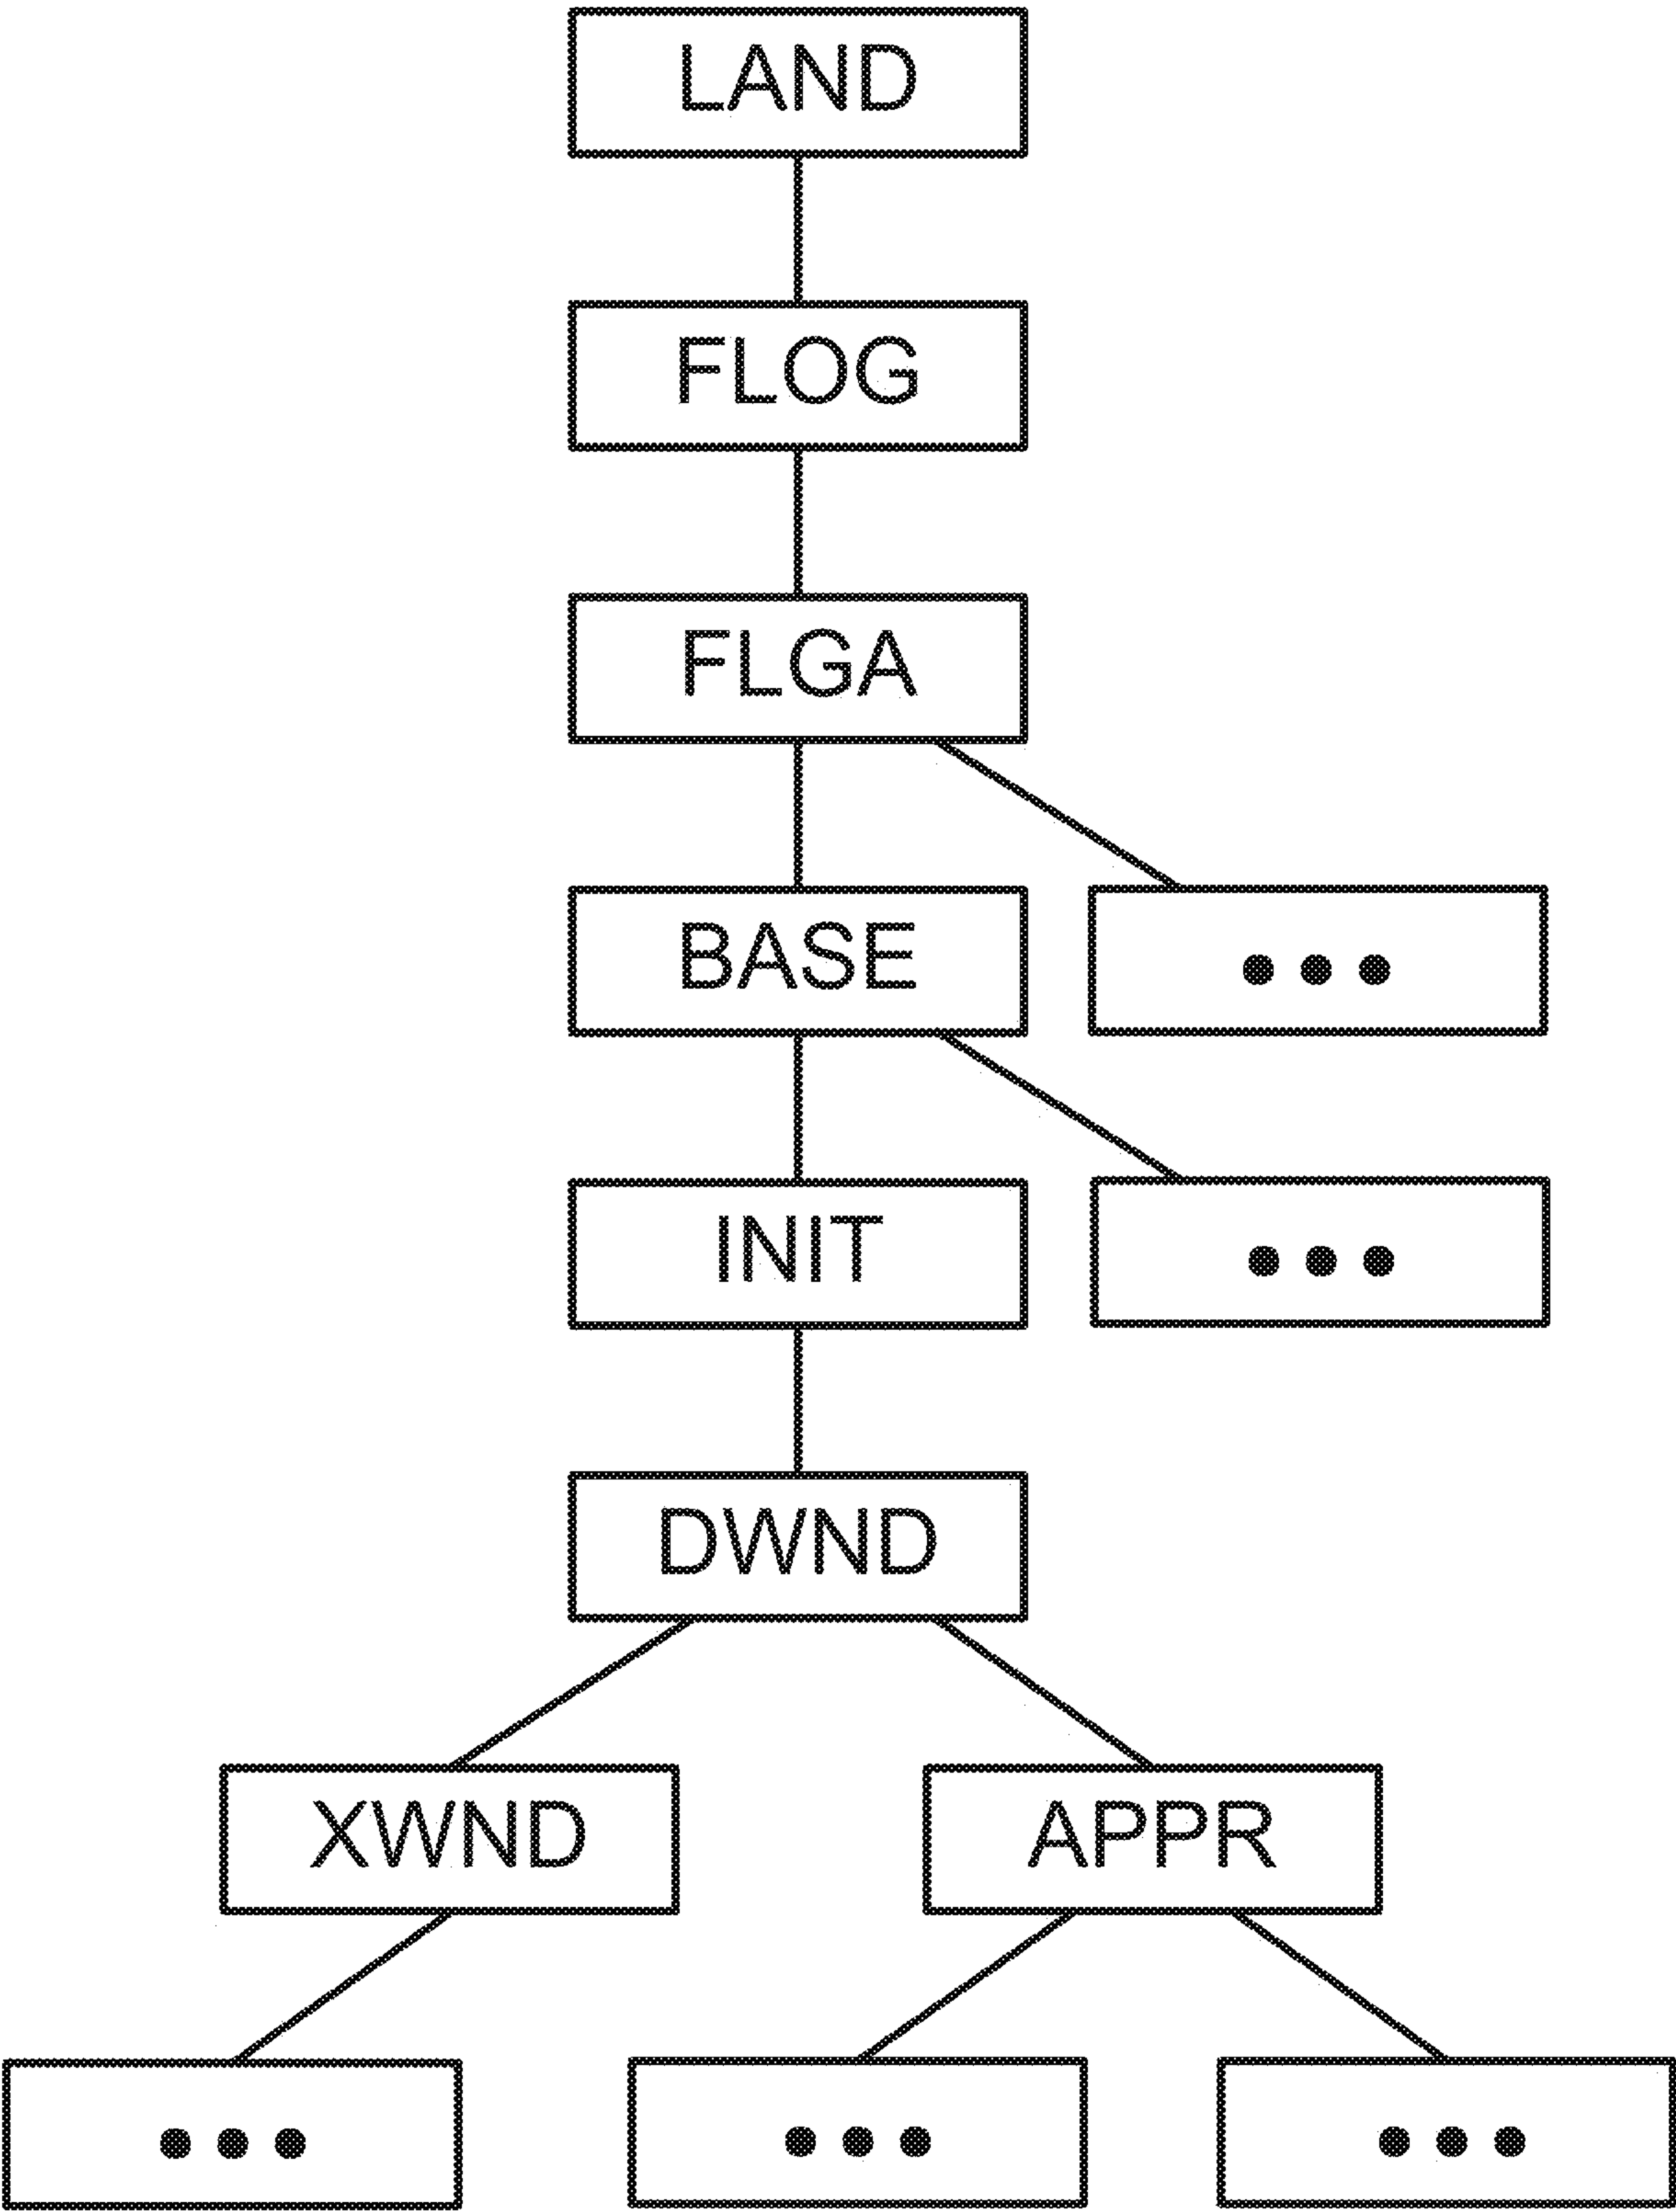 LAND
FLOG
FLGA
BASE
● ● ●
INIT
● ● ●
DWND
XWND
APPR
● ● ●
● ● ●
● ● ●